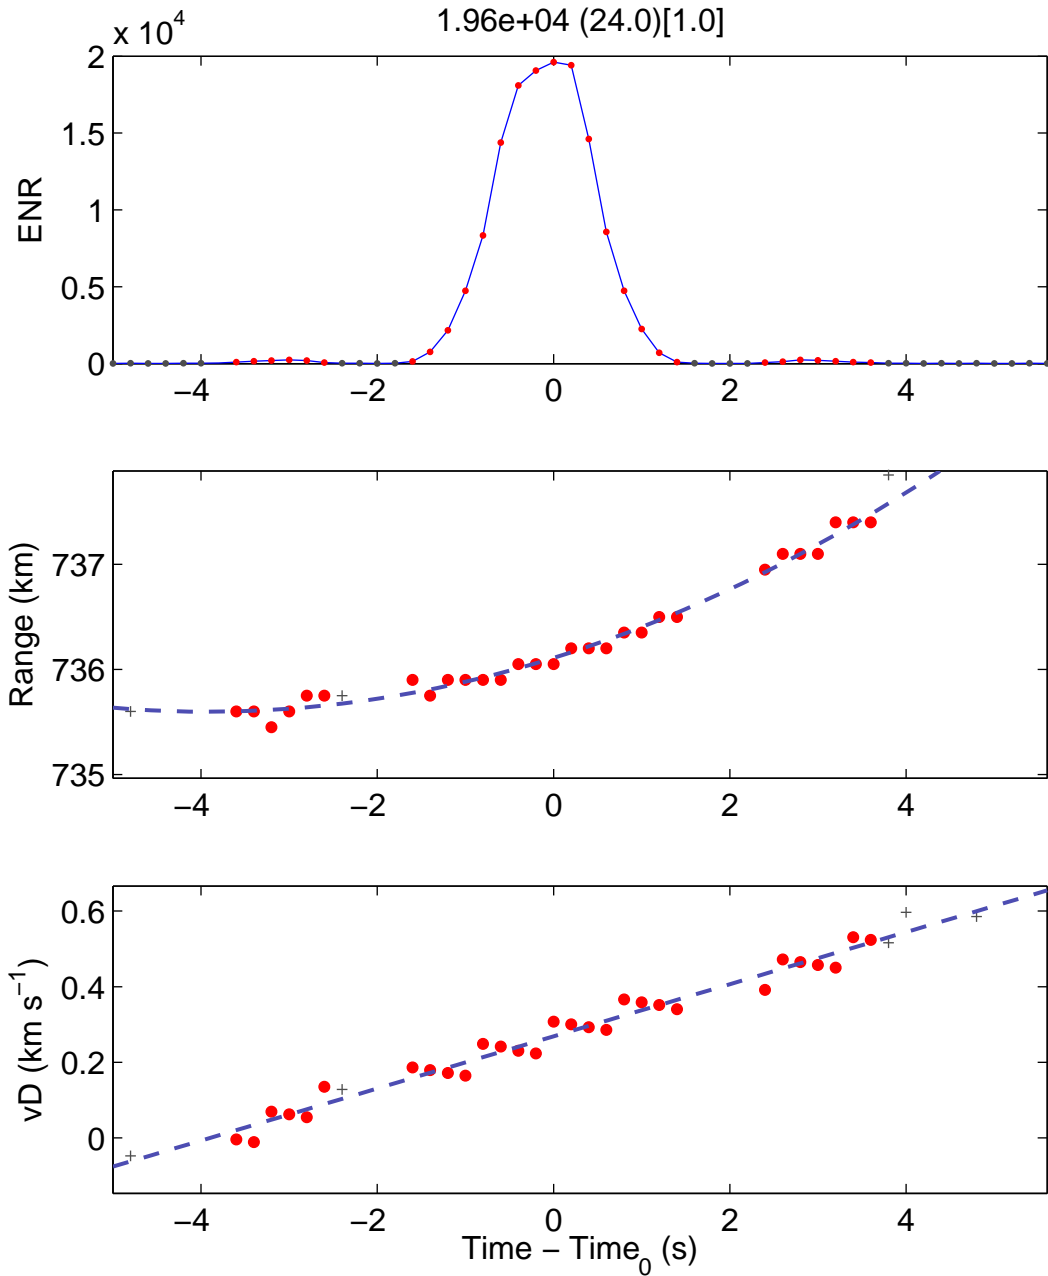 1.96e+04 (24.0)[1.0]
x 10^4
2
1.5
1
0.5
0
ENR
−4 −2 0 2 4
737
736
735
Range (km)
−4 −2 0 2 4
0.6
0.4
0.2
0
vD (km s^−1)
−4 −2 0 2 4
Time − Time_0 (s)